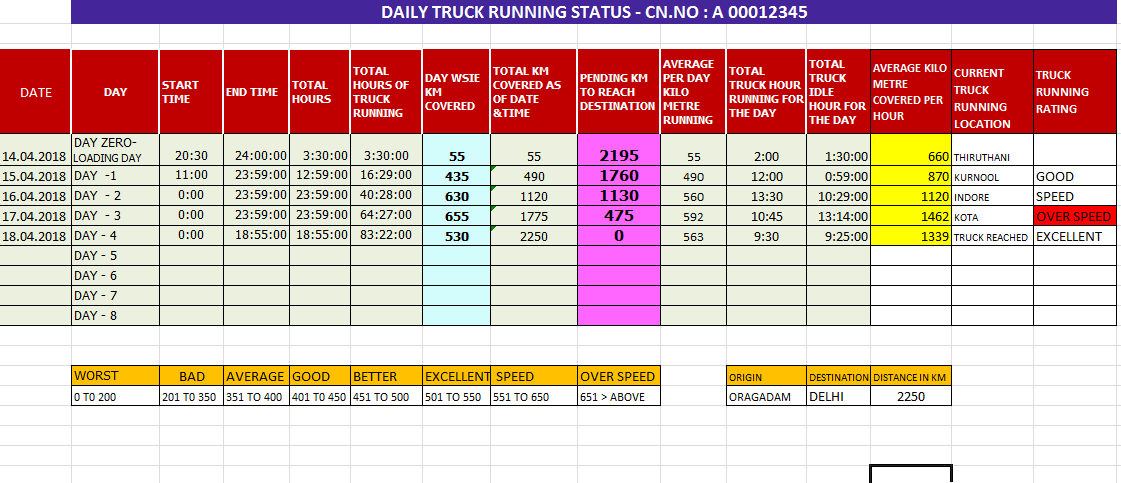 DAILY TRUCK RUNNING STATUS - CN.NO : A 00012345
DATE DAY START TIME END TIME TOTAL HOURS TOTAL HOURS OF TRUCK RUNNING DAY WSIE KM COVERED TOTAL KM COVERED AS OF DATE &TIME PENDING KM TO REACH DESTINATION AVERAGE PER DAY KILO METRE RUNNING TOTAL TRUCK HOUR RUNNING FOR THE DAY TOTAL TRUCK IDLE HOUR FOR THE DAY AVERAGE KILO METRE COVERED PER HOUR CURRENT TRUCK RUNNING LOCATION TRUCK RUNNING RATING
14.04.2018 DAY ZERO-LOADING DAY 20:30 24:00:00 3:30:00 3:30:00 55 55 2195 55 2:00 1:30:00 660 THIRUTHANI
15.04.2018 DAY -1 11:00 23:59:00 12:59:00 16:29:00 435 490 1760 490 12:00 0:59:00 870 KURNOOL GOOD
16.04.2018 DAY - 2 0:00 23:59:00 23:59:00 40:28:00 630 1120 1130 560 13:30 10:29:00 1120 INDORE SPEED
17.04.2018 DAY - 3 0:00 23:59:00 23:59:00 64:27:00 655 1775 475 592 10:45 13:14:00 1462 KOTA OVER SPEED
18.04.2018 DAY - 4 0:00 18:55:00 18:55:00 83:22:00 530 2250 0 563 9:30 9:25:00 1339 TRUCK REACHED EXCELLENT
DAY - 5
DAY - 6
DAY - 7
DAY - 8
WORST BAD AVERAGE GOOD BETTER EXCELLENT SPEED OVER SPEED ORIGIN DESTINATION DISTANCE IN KM
0 T0 200 201 TO 350 351 TO 400 401 TO 450 451 TO 500 501 TO 550 551 TO 650 651 > ABOVE ORAGADAM DELHI 2250